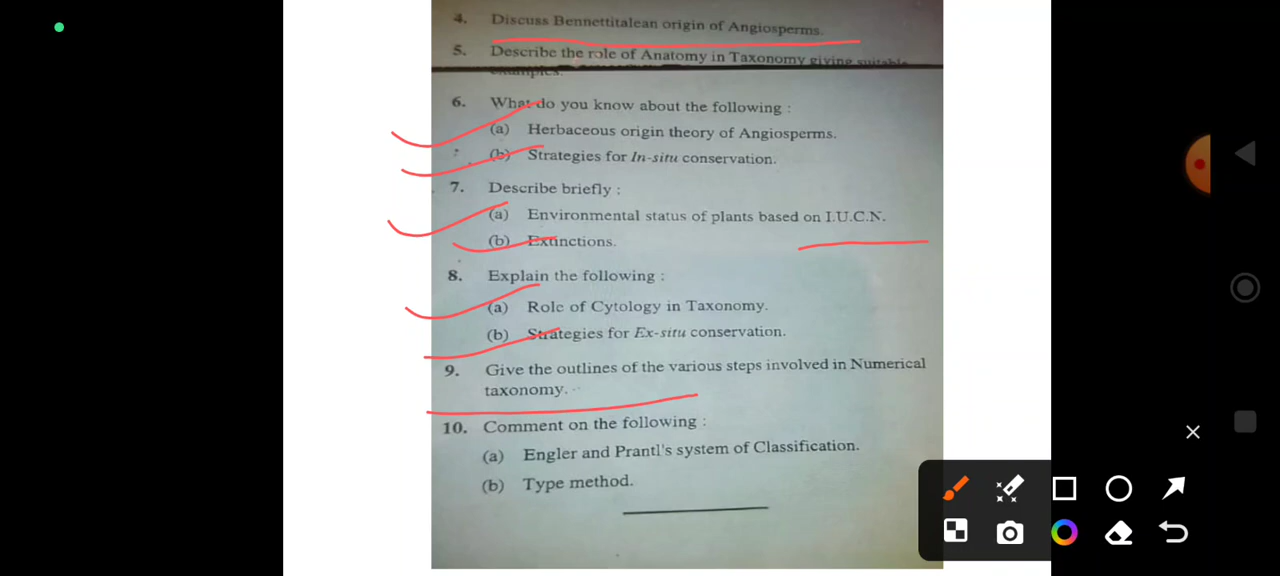 4. Discuss Bennettitalean origin of Angiosperms.
5. Describe the role of Anatomy in Taxonomy giving suitable
examples.
6. What do you know about the following :
(a) Herbaceous origin theory of Angiosperms.
(b) Strategies for In-situ conservation.
7. Describe briefly :
(a) Environmental status of plants based on I.U.C.N.
(b) Extinctions.
8. Explain the following :
(a) Role of Cytology in Taxonomy.
(b) Strategies for Ex-situ conservation.
9. Give the outlines of the various steps involved in Numerical
taxonomy.
10. Comment on the following :
(a) Engler and Prantl's system of Classification.
(b) Type method.